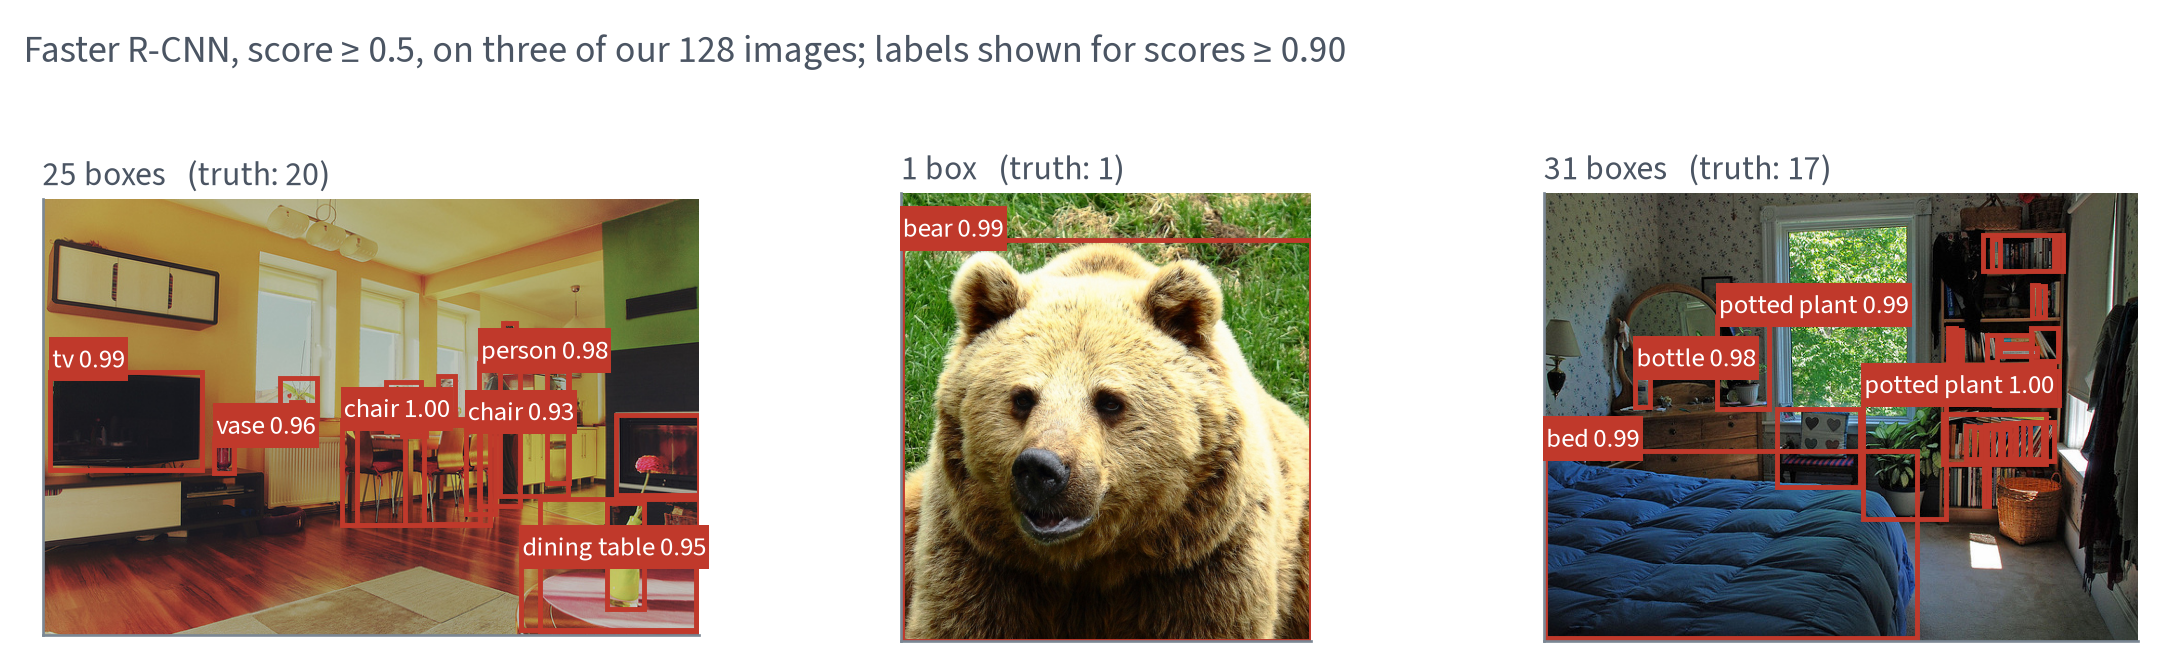 Faster R-CNN, score ≥ 0.5, on three of our 128 images; labels shown for scores ≥ 0.90
25 boxes (truth: 20)
tv 0.99
vase 0.96
chair 1.00
person 0.98
chair 0.93
dining table 0.95
1 box (truth: 1)
bear 0.99
31 boxes (truth: 17)
potted plant 0.99
bottle 0.98
potted plant 1.00
bed 0.99